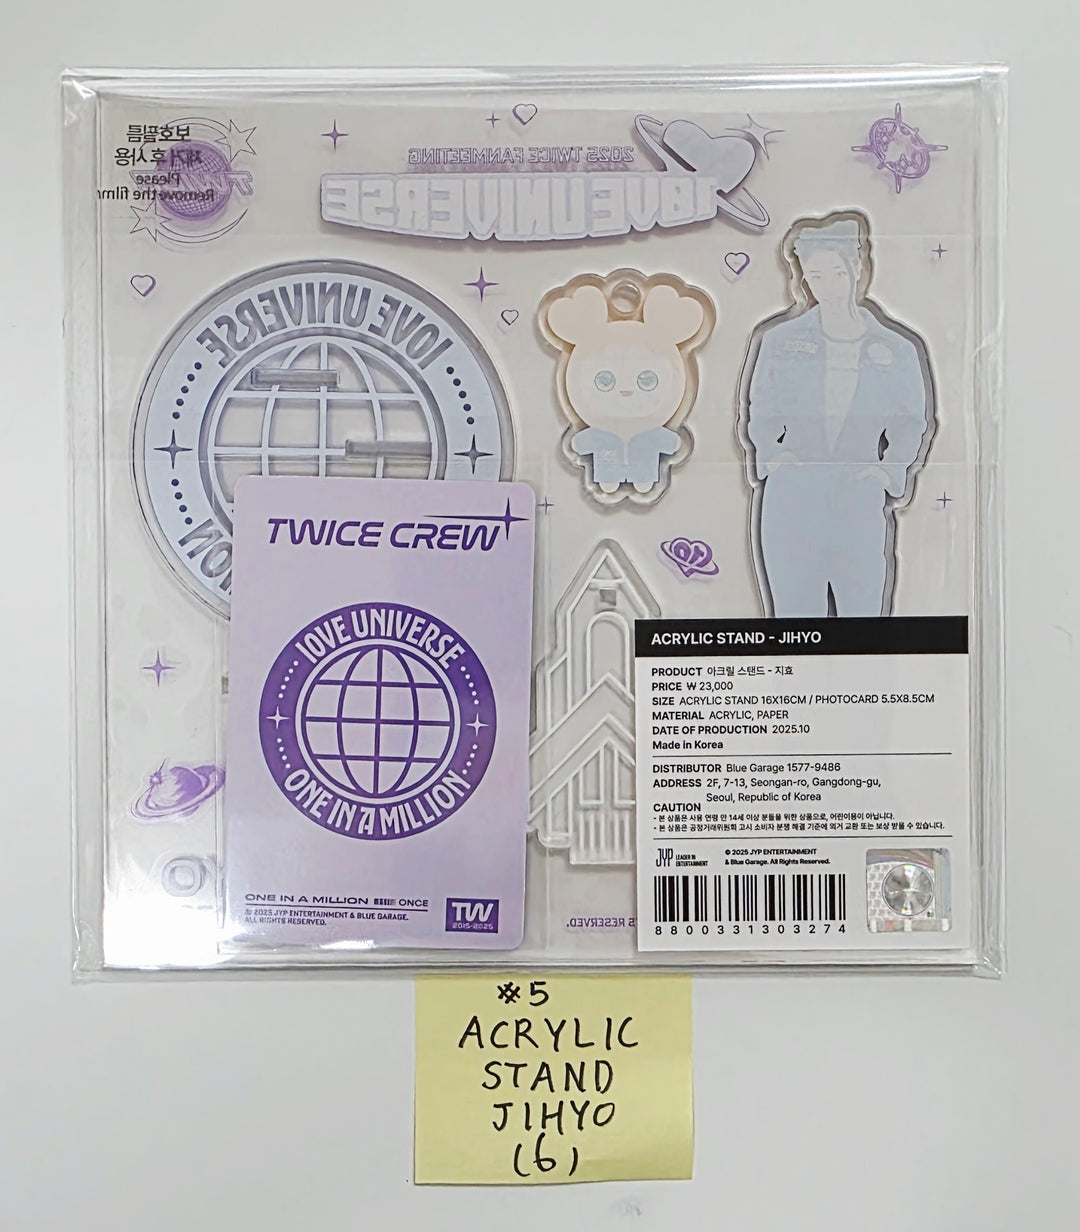 보호필름
제거 후 사용
Please
Remove the film
2025 TWICE FANMEETING
10VE UNIVERSE
10VE UNIVERSE
TWICE CREW
10VE UNIVERSE
ONE IN A MILLION
ONE IN A MILLION ONCE
© 2025 JYP ENTERTAINMENT & BLUE GARAGE.
ALL RIGHTS RESERVED.
TW
2015-2025
S RESERVED.
ACRYLIC STAND - JIHYO
PRODUCT 아크릴 스탠드 - 지효
PRICE ₩ 23,000
SIZE ACRYLIC STAND 16X16CM / PHOTOCARD 5.5X8.5CM
MATERIAL ACRYLIC, PAPER
DATE OF PRODUCTION 2025.10
Made in Korea
DISTRIBUTOR Blue Garage 1577-9486
ADDRESS 2F, 7-13, Seongan-ro, Gangdong-gu,
Seoul, Republic of Korea
CAUTION
- 본 상품은 사용 연령 만 14세 이상 분들을 위한 상품으로, 어린이용이 아닙니다.
- 본 상품은 공정거래위원회 고시 소비자 분쟁 해결 기준에 의거 교환 또는 보상 받을 수 있습니다.
JYP LEADER IN
ENTERTAINMENT
© 2025 JYP ENTERTAINMENT
& Blue Garage. All Rights Reserved.
8800331303274
#5
ACRYLIC
STAND
JIHYO
(6)